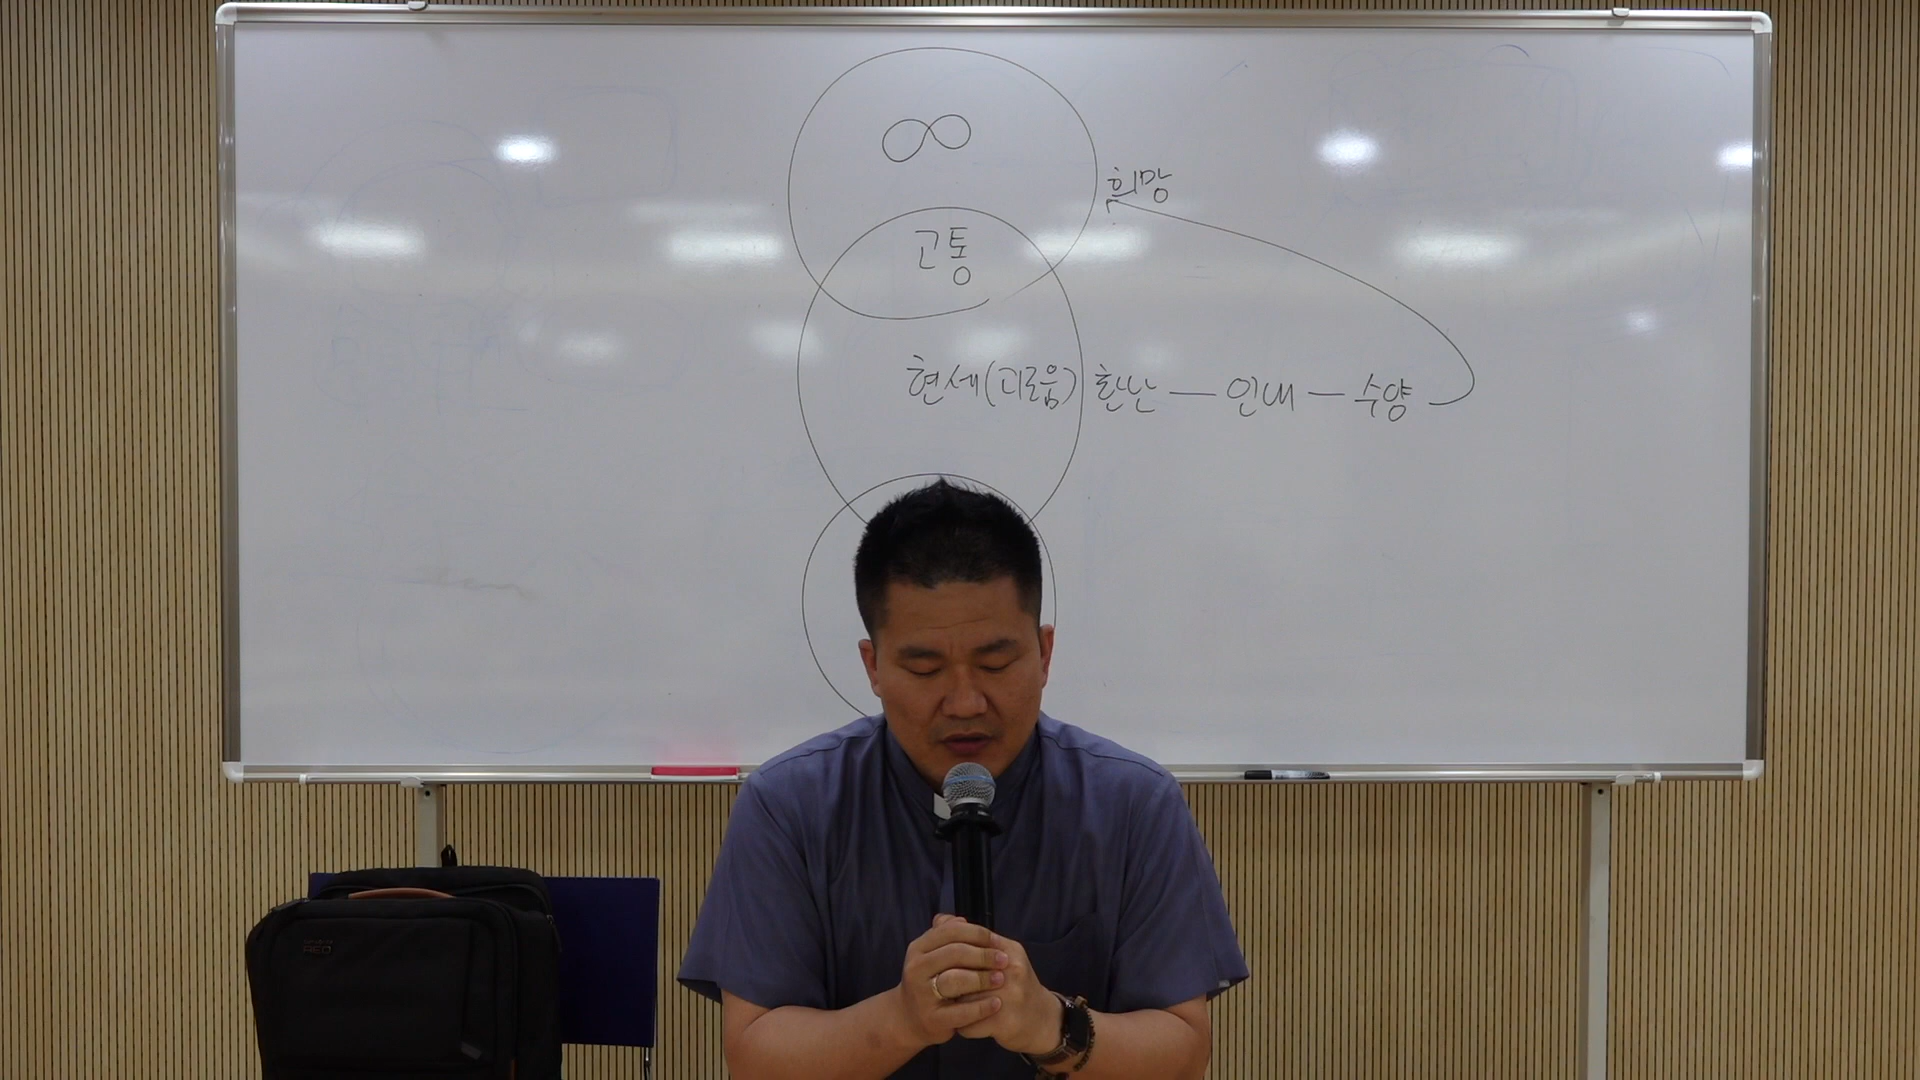 ∞
희망
고통
현세(괴로움) 환난 — 인내 — 수양